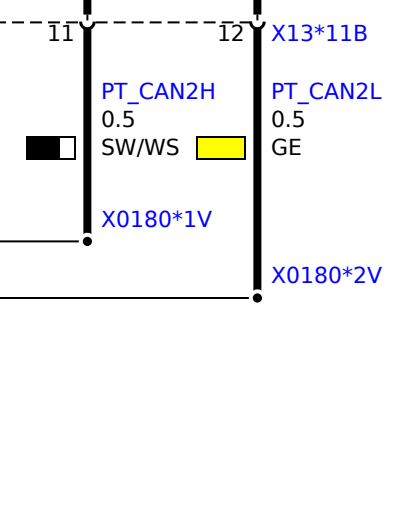 11
12
X13*11B
PT_CAN2H
0.5
SW/WS
PT_CAN2L
0.5
GE
X0180*1V
X0180*2V